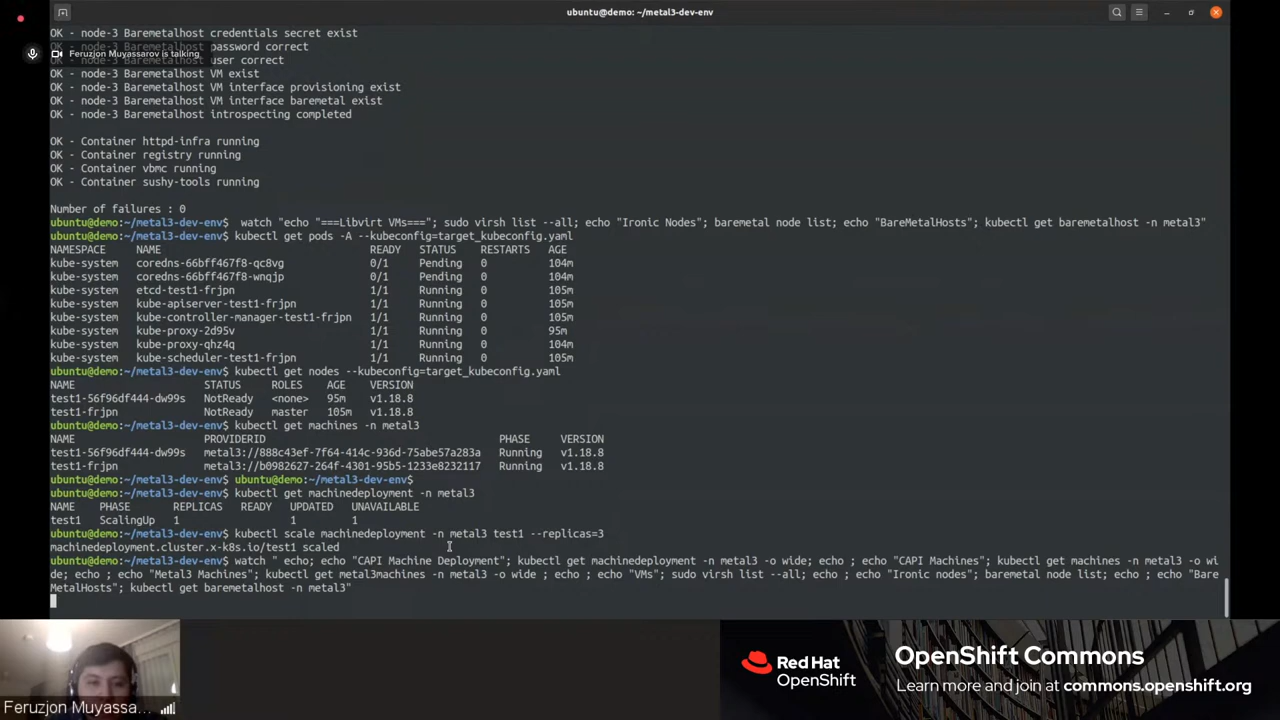 ubuntu@demo: ~/metal3-dev-env
OK - node-3 Baremetalhost credentials secret exist
OK - node-3 Baremetalhost password correct
Feruzjon Muyassarov is talking
OK - node-3 Baremetalhost user correct
OK - node-3 Baremetalhost VM exist
OK - node-3 Baremetalhost VM interface provisioning exist
OK - node-3 Baremetalhost VM interface baremetal exist
OK - node-3 Baremetalhost introspecting completed
OK - Container httpd-infra running
OK - Container registry running
OK - Container vbmc running
OK - Container sushy-tools running
Number of failures : 0
ubuntu@demo:~/metal3-dev-env$  watch "echo "===Libvirt VMs==="; sudo virsh list --all; echo "Ironic Nodes"; baremetal node list; echo "BareMetalHosts"; kubectl get baremetalhost -n metal3"
ubuntu@demo:~/metal3-dev-env$ kubectl get pods -A --kubeconfig=target_kubeconfig.yaml
NAMESPACE NAME READY STATUS RESTARTS AGE
kube-system coredns-66bff467f8-qc8vg 0/1 Pending 0 104m
kube-system coredns-66bff467f8-wnqjp 0/1 Pending 0 104m
kube-system etcd-test1-frjpn 1/1 Running 0 105m
kube-system kube-apiserver-test1-frjpn 1/1 Running 0 105m
kube-system kube-controller-manager-test1-frjpn 1/1 Running 0 105m
kube-system kube-proxy-2d95v 1/1 Running 0 95m
kube-system kube-proxy-qhz4q 1/1 Running 0 104m
kube-system kube-scheduler-test1-frjpn 1/1 Running 0 105m
ubuntu@demo:~/metal3-dev-env$ kubectl get nodes --kubeconfig=target_kubeconfig.yaml
NAME STATUS ROLES AGE VERSION
test1-56f96df444-dw99s NotReady <none> 95m v1.18.8
test1-frjpn NotReady master 105m v1.18.8
ubuntu@demo:~/metal3-dev-env$ kubectl get machines -n metal3
NAME PROVIDERID PHASE VERSION
test1-56f96df444-dw99s metal3://888c43ef-7f64-414c-936d-75abe57a283a Running v1.18.8
test1-frjpn metal3://b0982627-264f-4301-95b5-1233e8232117 Running v1.18.8
ubuntu@demo:~/metal3-dev-env$ ubuntu@demo:~/metal3-dev-env$
ubuntu@demo:~/metal3-dev-env$ kubectl get machinedeployment -n metal3
NAME PHASE REPLICAS READY UPDATED UNAVAILABLE
test1 ScalingUp 1 1 1
ubuntu@demo:~/metal3-dev-env$ kubectl scale machinedeployment -n metal3 test1 --replicas=3
machinedeployment.cluster.x-k8s.io/test1 scaled
ubuntu@demo:~/metal3-dev-env$ watch " echo; echo "CAPI Machine Deployment"; kubectl get machinedeployment -n metal3 -o wide; echo ; echo "CAPI Machines"; kubectl get machines -n metal3 -o wi
de; echo ; echo "Metal3 Machines"; kubectl get metal3machines -n metal3 -o wide ; echo ; echo "VMs"; sudo virsh list --all; echo ; echo "Ironic nodes"; baremetal node list; echo ; echo "Bare
MetalHosts"; kubectl get baremetalhost -n metal3"
Feruzjon Muyassa...
Red Hat
OpenShift
OpenShift Commons
Learn more and join at commons.openshift.org